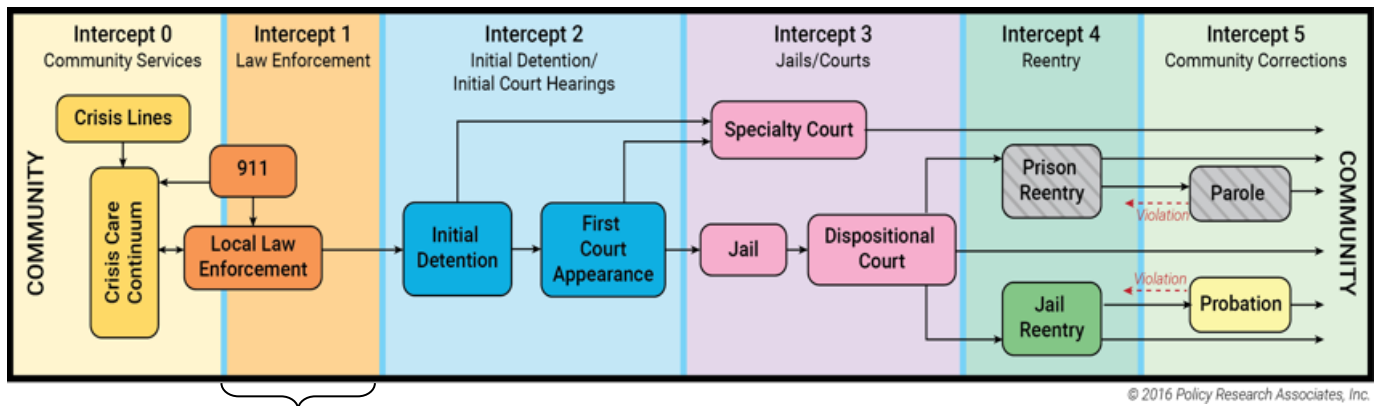 Intercept 0
Community Services
Intercept 1
Law Enforcement
Intercept 2
Initial Detention/
Initial Court Hearings
Intercept 3
Jails/Courts
Intercept 4
Reentry
Intercept 5
Community Corrections
COMMUNITY
Crisis Lines
Crisis Care
Continuum
911
Local Law
Enforcement
Initial
Detention
First
Court
Appearance
Specialty Court
Jail
Dispositional
Court
Prison
Reentry
Parole
Violation
Jail
Reentry
Violation
Probation
COMMUNITY
© 2016 Policy Research Associates, Inc.